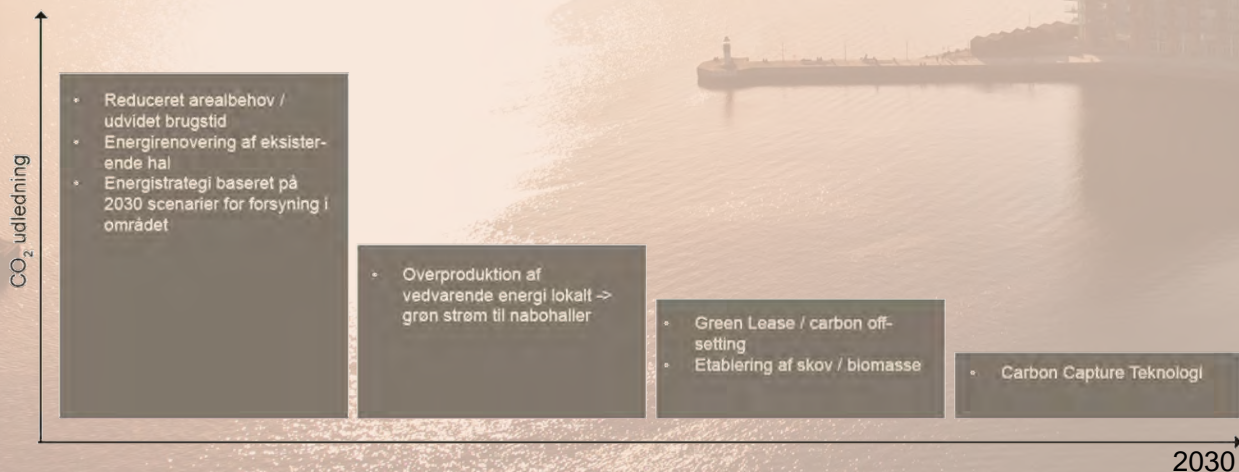 CO₂ udledning
• Reduceret arealbehov /
udvidet brugstid
• Energirenovering af eksister-
ende hal
• Energistrategi baseret på
2030 scenarier for forsyning i
området
• Overproduktion af
vedvarende energi lokalt ->
grøn strøm til nabohaller
• Green Lease / carbon off-
setting
• Etablering af skov / biomasse
• Carbon Capture Teknologi
2030